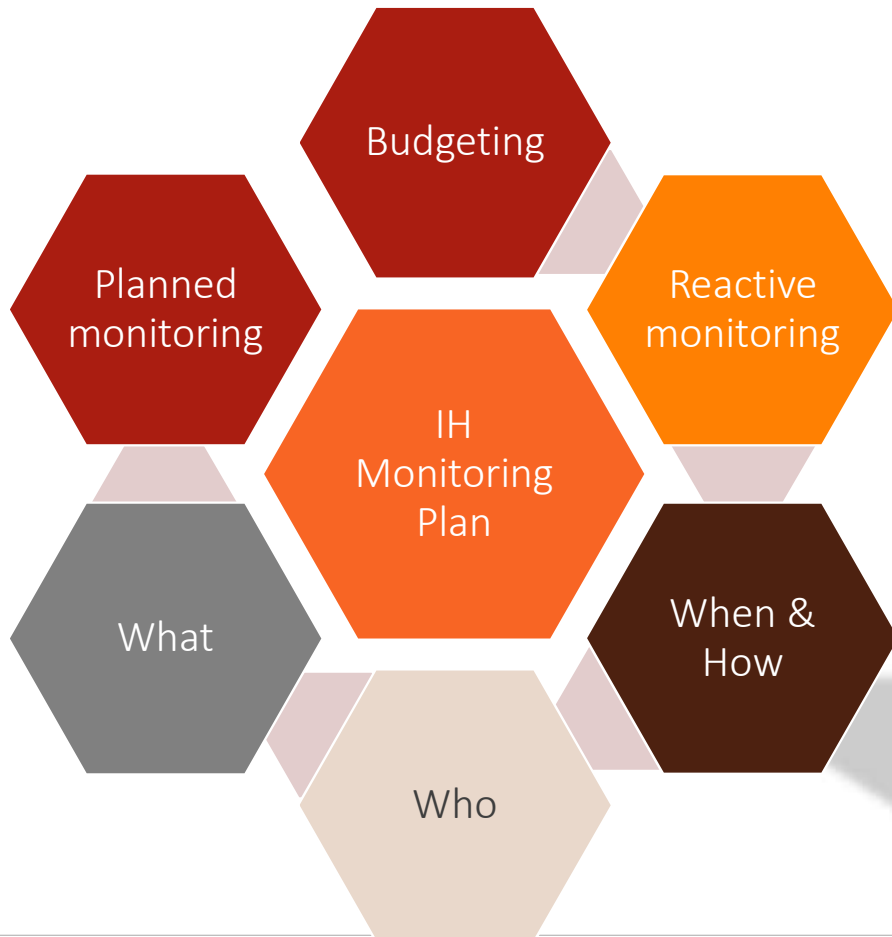 Budgeting
Planned
monitoring
Reactive
monitoring
IH
Monitoring
Plan
What
When &
How
Who